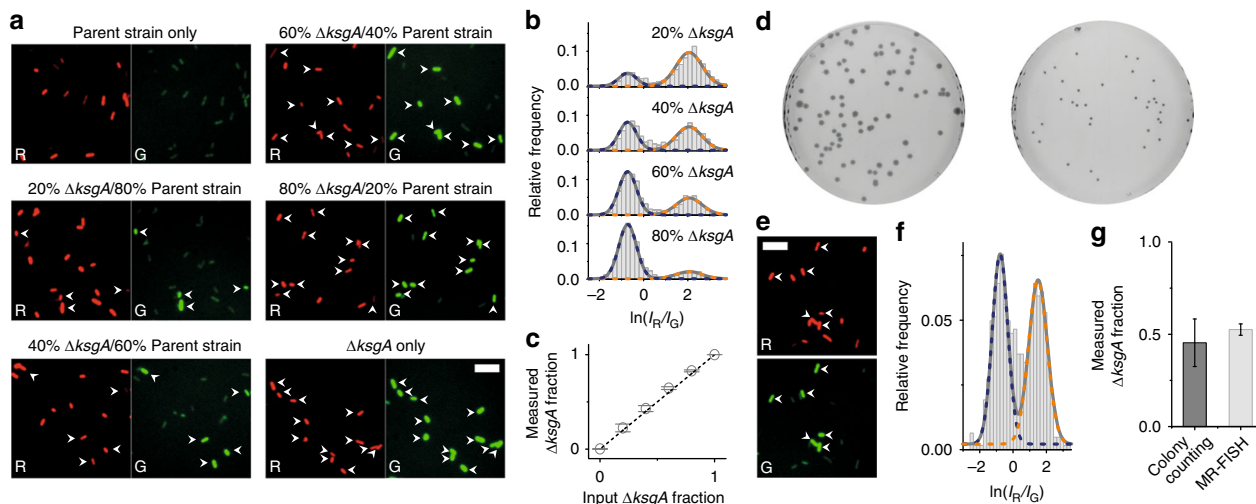 a
Parent strain only
R
G
60% ΔksgA/40% Parent strain
R
G
20% ΔksgA/80% Parent strain
R
G
80% ΔksgA/20% Parent strain
R
G
40% ΔksgA/60% Parent strain
R
G
ΔksgA only
R
G
b
Relative frequency
20% ΔksgA
0.1
0.0
40% ΔksgA
0.1
0.0
60% ΔksgA
0.1
0.0
80% ΔksgA
0.1
0.0
−2 0 2
ln(IR/IG)
c
Measured
ΔksgA fraction
1
0
0 1
Input ΔksgA fraction
d
e
R
G
f
Relative frequency
0.05
0.00
−2 0 2
ln(IR/IG)
g
Measured
ΔksgA fraction
1.0
0.5
0.0
Colony
counting
MR-FISH